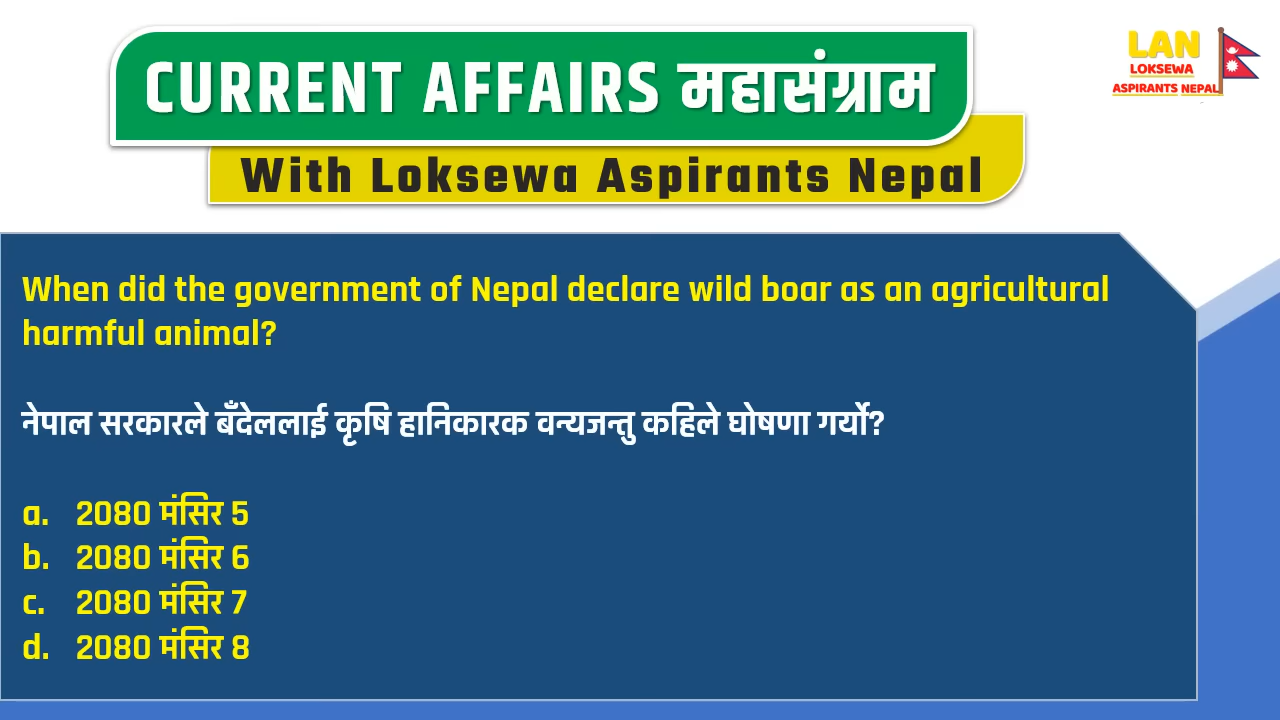 CURRENT AFFAIRS महासंग्राम
With Loksewa Aspirants Nepal
LAN
LOKSEWA
ASPIRANTS NEPAL
When did the government of Nepal declare wild boar as an agricultural
harmful animal?
नेपाल सरकारले बँदेललाई कृषि हानिकारक वन्यजन्तु कहिले घोषणा गर्यो?
a. 2080 मंसिर 5
b. 2080 मंसिर 6
c. 2080 मंसिर 7
d. 2080 मंसिर 8